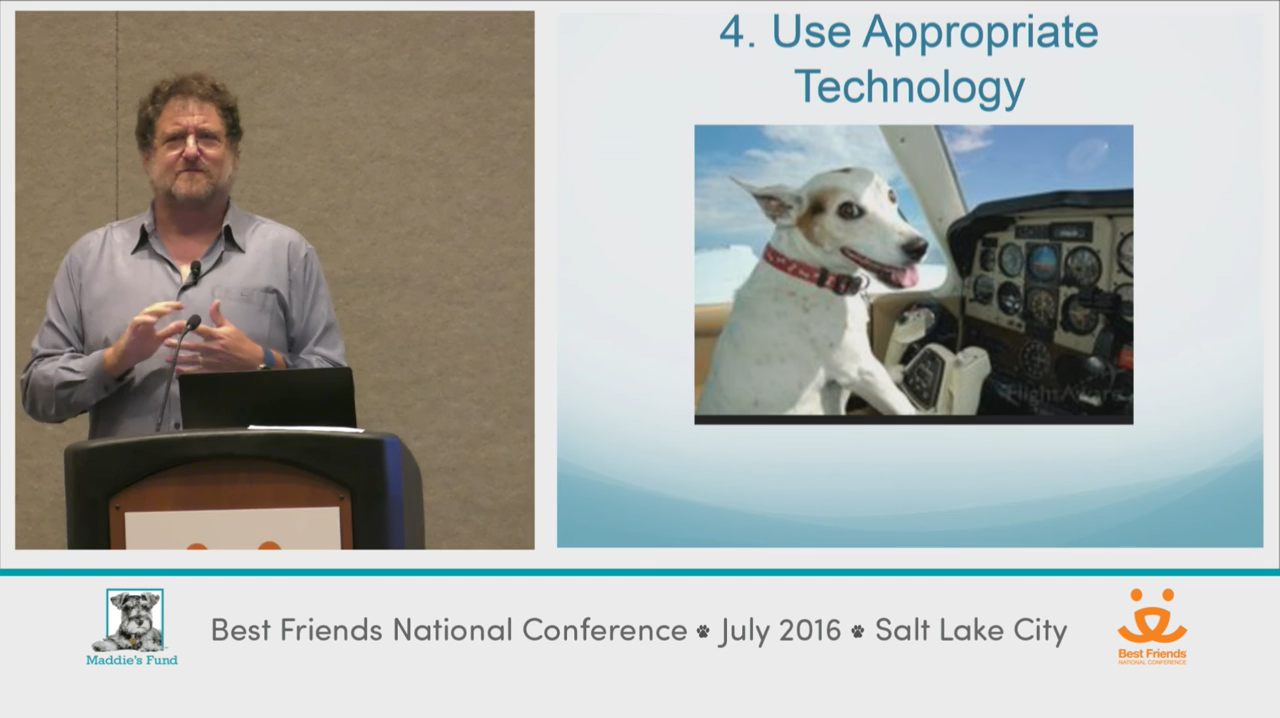 4. Use Appropriate
Technology
FlightAware
Maddie's Fund
Best Friends National Conference July 2016 Salt Lake City
Best Friends
NATIONAL CONFERENCE